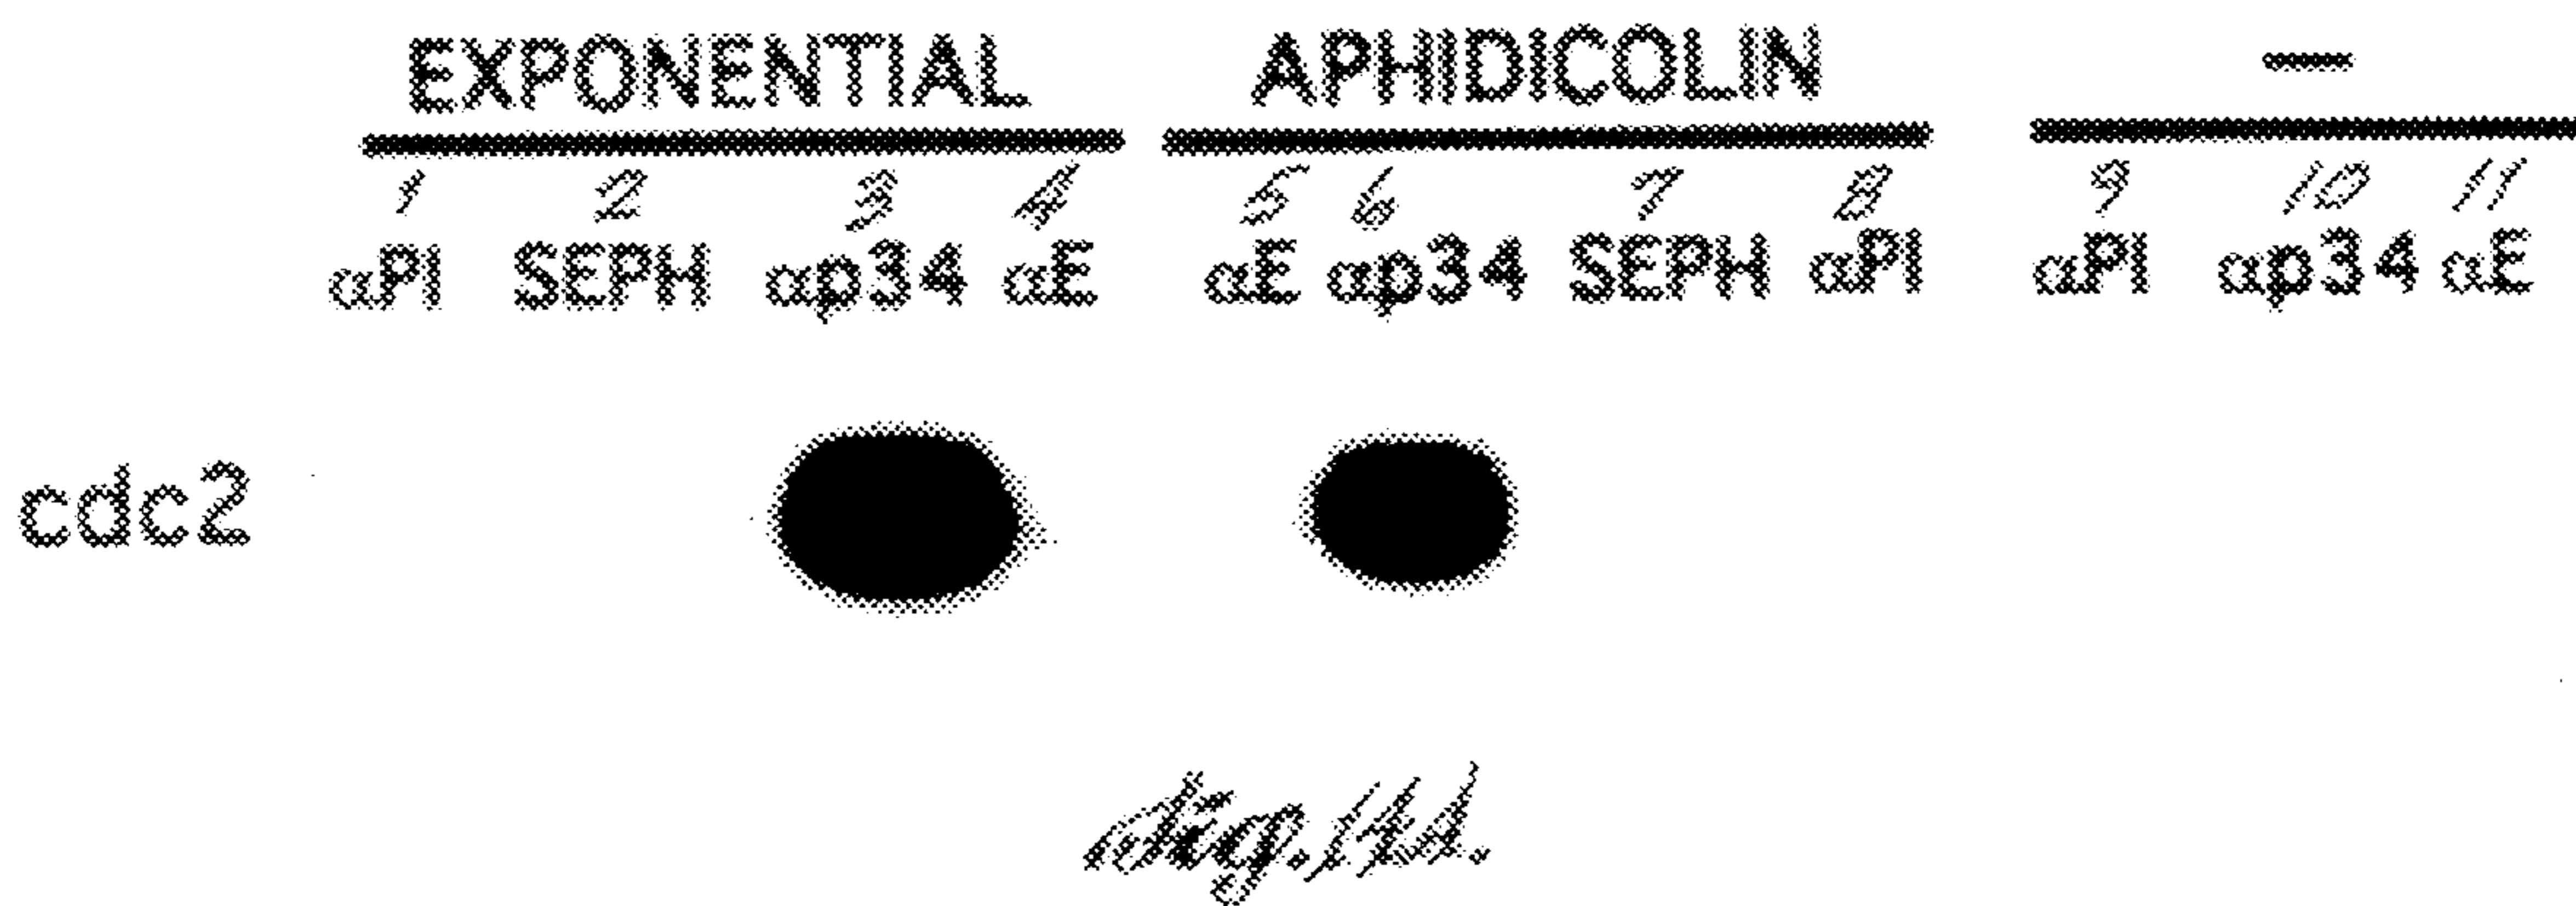 EXPONENTIAL APHIDICOLIN —
1 2 3 4 5 6 7 8 9 10 11
αPI SEPH αp34 αE αE αp34 SEPH αPI αPI αp34 αE
cdc2